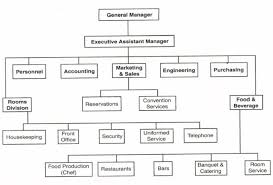 General Manager
Executive Assistant Manager
Personnel
Accounting
Marketing
& Sales
Engineering
Purchasing
Rooms
Division
Reservations
Convention
Services
Food &
Beverage
Housekeeping
Front
Office
Security
Uniformed
Service
Telephone
Food Production
(Chef)
Restaurants
Bars
Banquet &
Catering
Room
Service